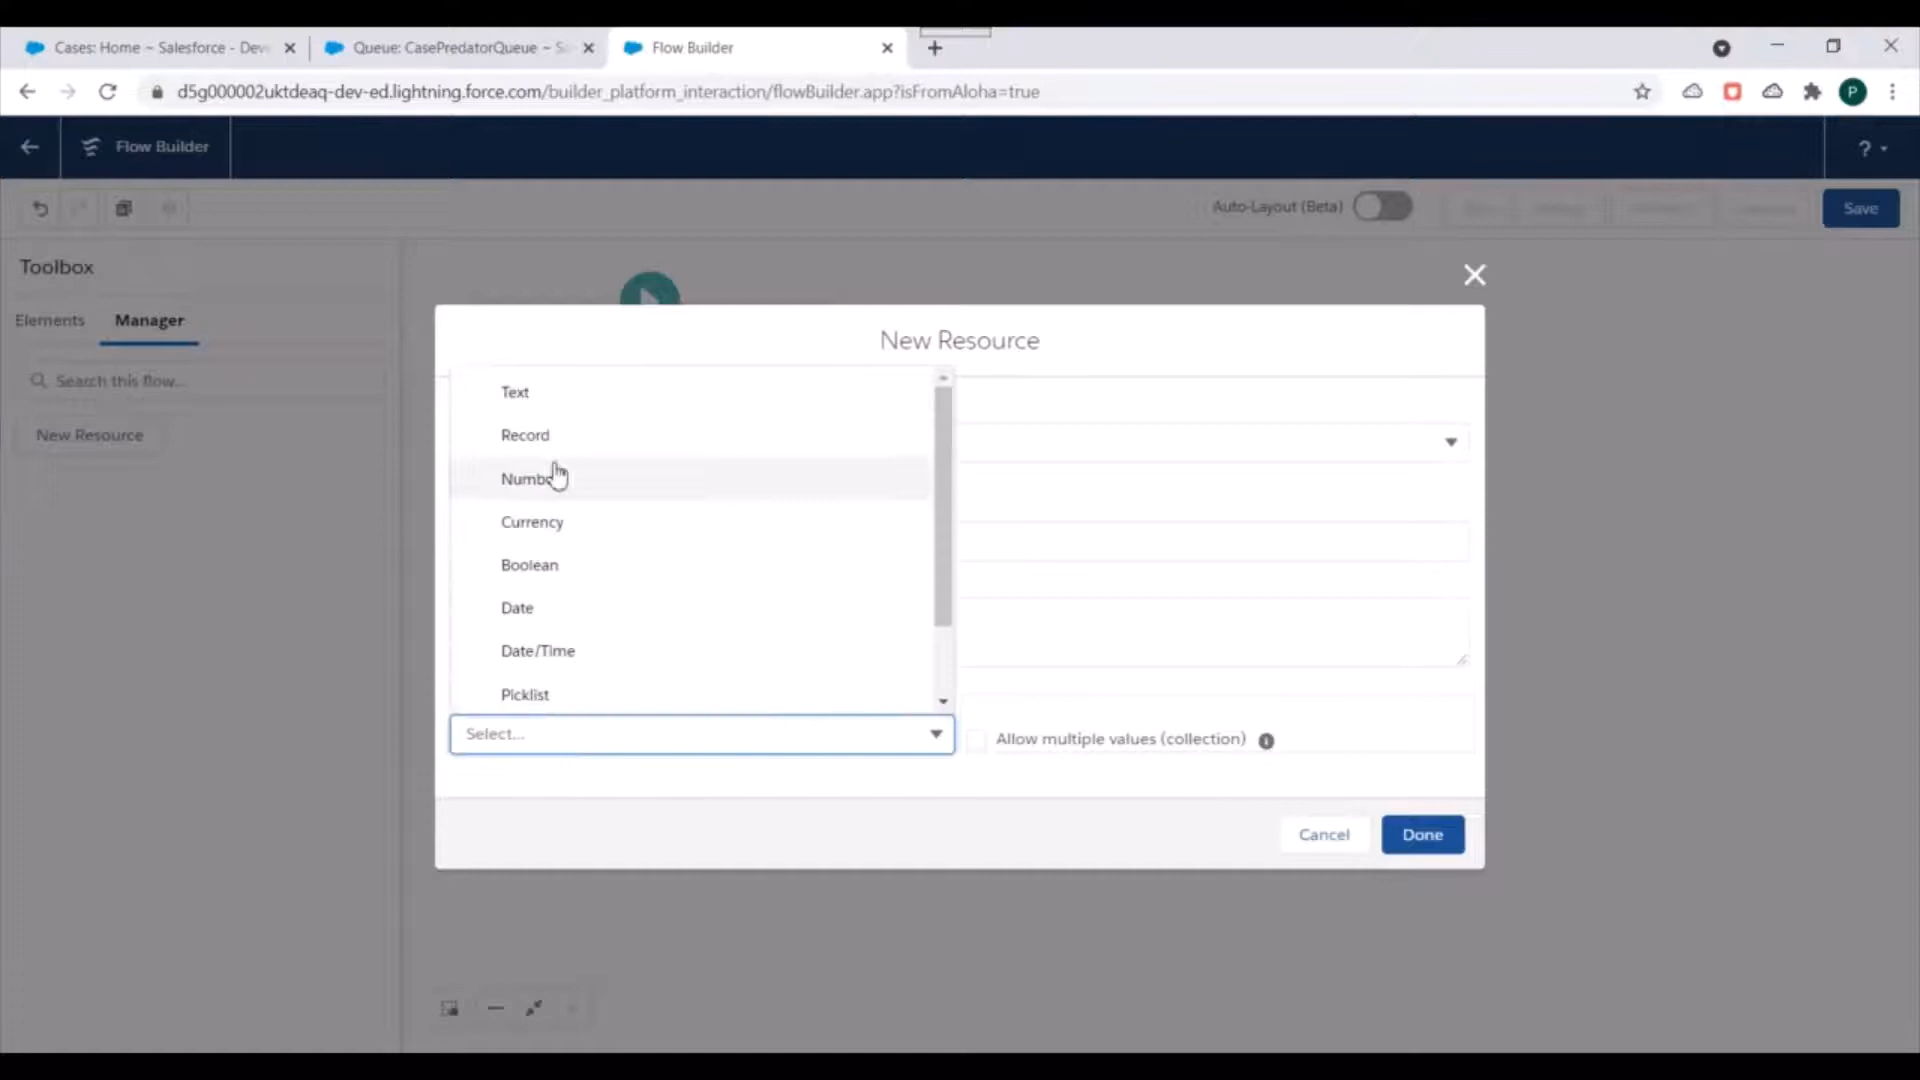 Cases: Home ~ Salesforce - Deve
Queue: CasePredatorQueue ~ S
Flow Builder
d5g000002uktdeaq-dev-ed.lightning.force.com/builder_platform_interaction/flowBuilder.app?isFromAloha=true
P
Flow Builder
?
Auto-Layout (Beta)
Save
Toolbox
Elements
Manager
Search this flow...
New Resource
New Resource
Text
Record
Numb
Currency
Boolean
Date
Date/Time
Picklist
Select...
Allow multiple values (collection)
Cancel
Done